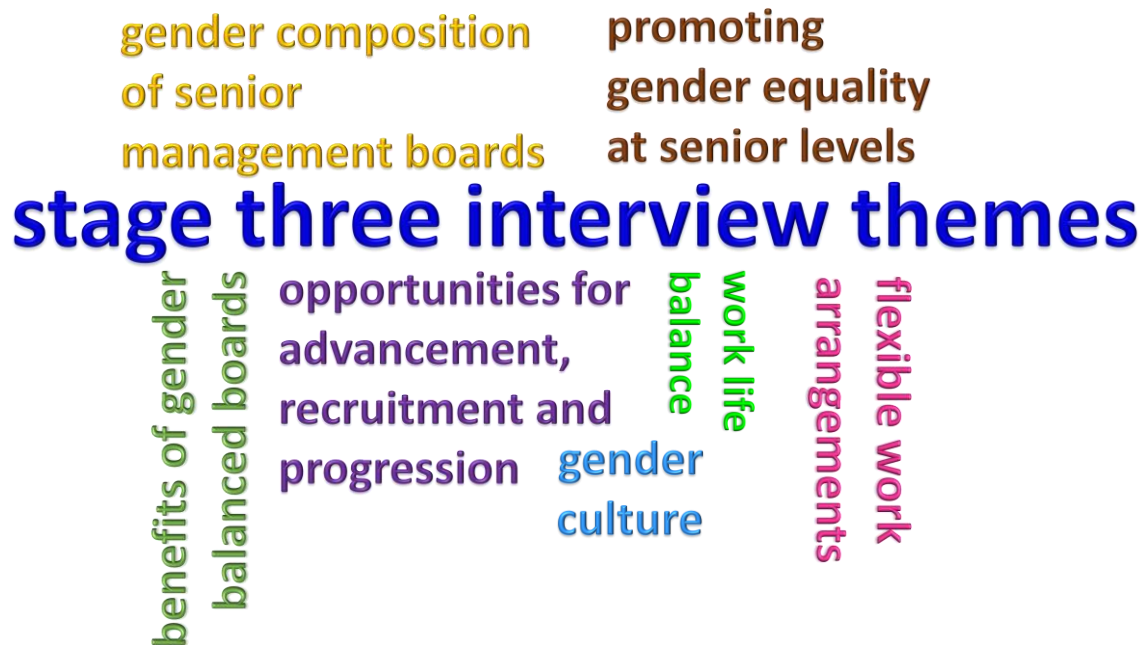 gender composition
of senior
management boards
promoting
gender equality
at senior levels
stage three interview themes
benefits of gender
balanced boards
opportunities for
advancement,
recruitment and
progression
work life
balance
gender
culture
flexible work
arrangements